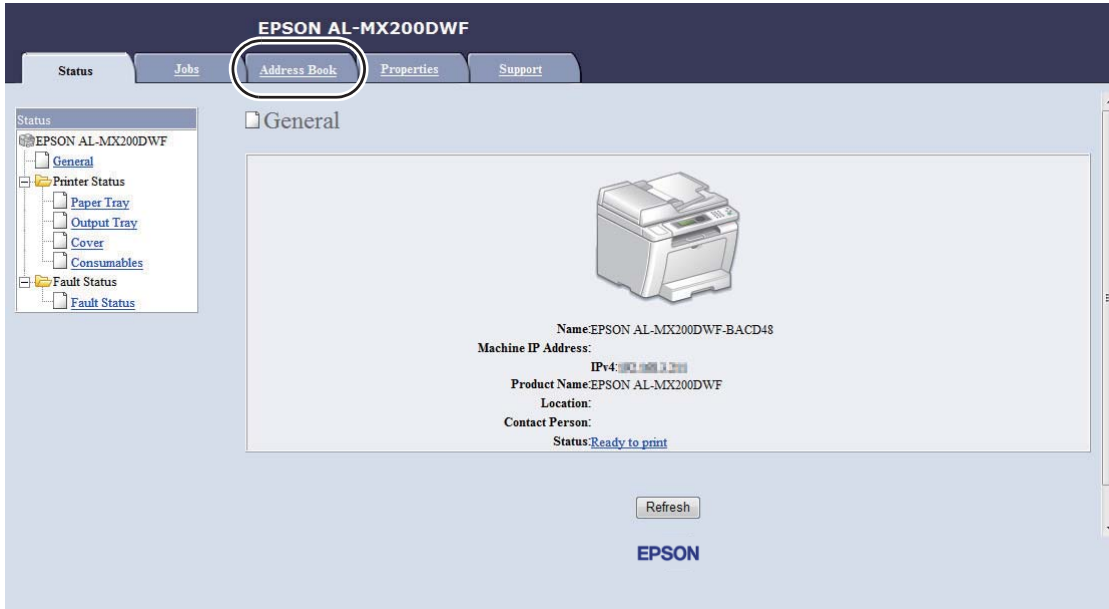 EPSON AL-MX200DWF
Status Jobs Address Book Properties Support
Status
EPSON AL-MX200DWF
General
Printer Status
Paper Tray
Output Tray
Cover
Consumables
Fault Status
Fault Status
General
Name:EPSON AL-MX200DWF-BACD48
Machine IP Address:
IPv4:
Product Name:EPSON AL-MX200DWF
Location:
Contact Person:
Status:Ready to print
Refresh
EPSON